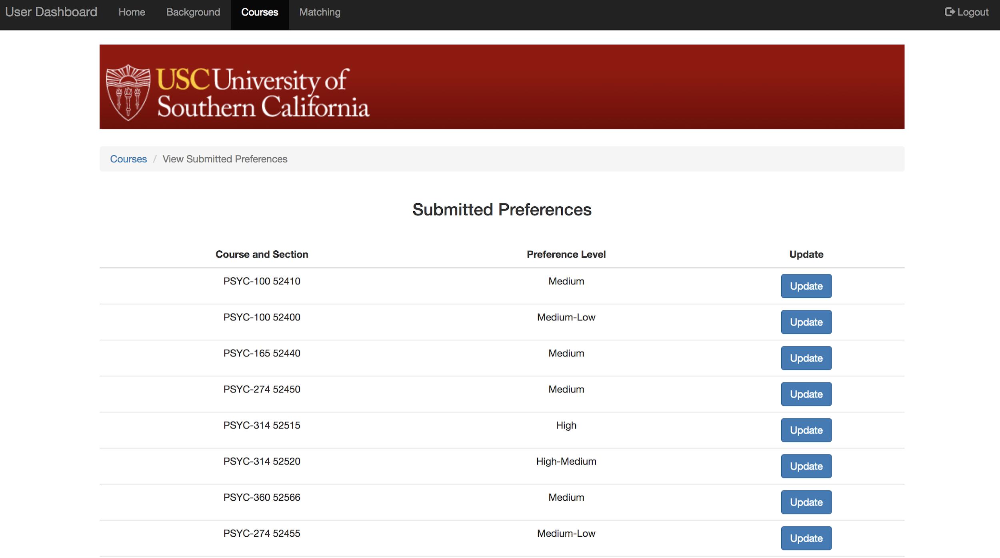 User Dashboard Home Background Courses Matching Logout
USC University of
Southern California
Courses / View Submitted Preferences
Submitted Preferences
Course and Section Preference Level Update
PSYC-100 52410 Medium Update
PSYC-100 52400 Medium-Low Update
PSYC-165 52440 Medium Update
PSYC-274 52450 Medium Update
PSYC-314 52515 High Update
PSYC-314 52520 High-Medium Update
PSYC-360 52566 Medium Update
PSYC-274 52455 Medium-Low Update